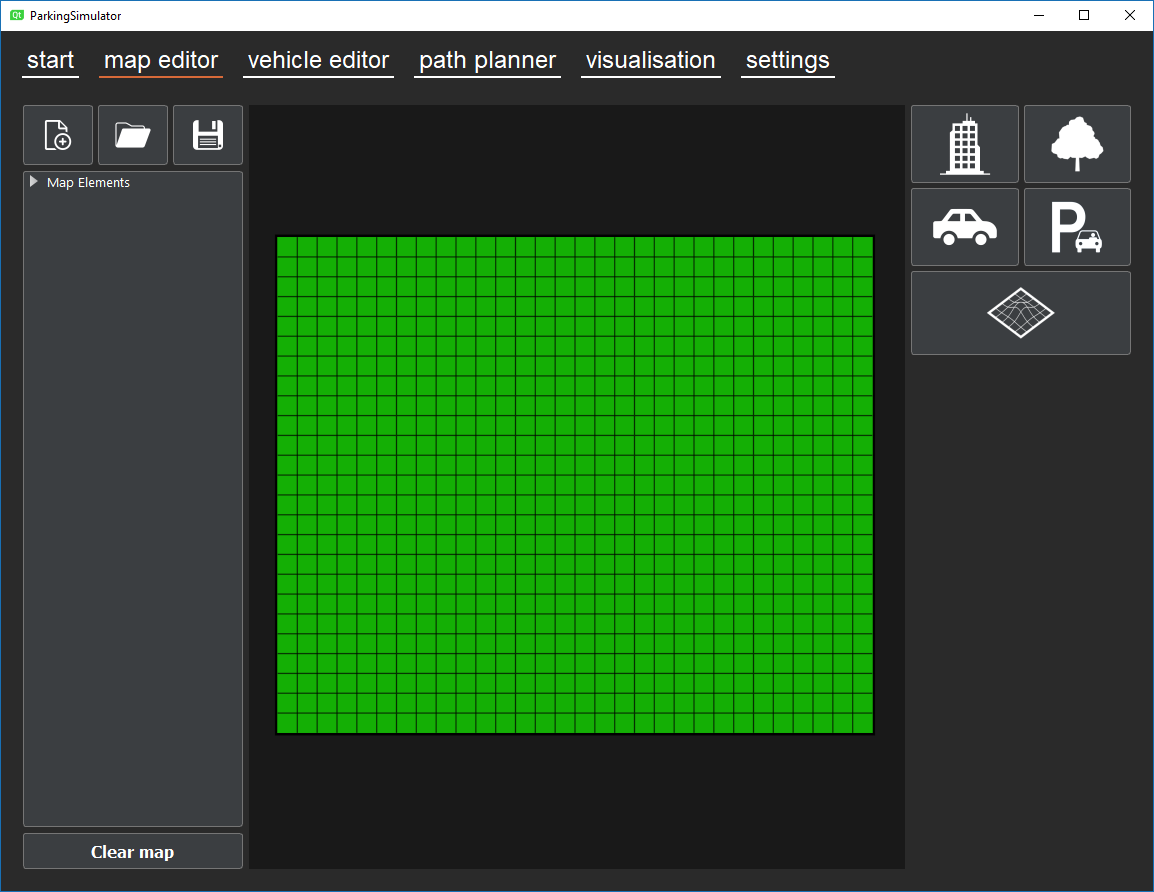 Qt ParkingSimulator
start map editor vehicle editor path planner visualisation settings
Map Elements
P
Clear map